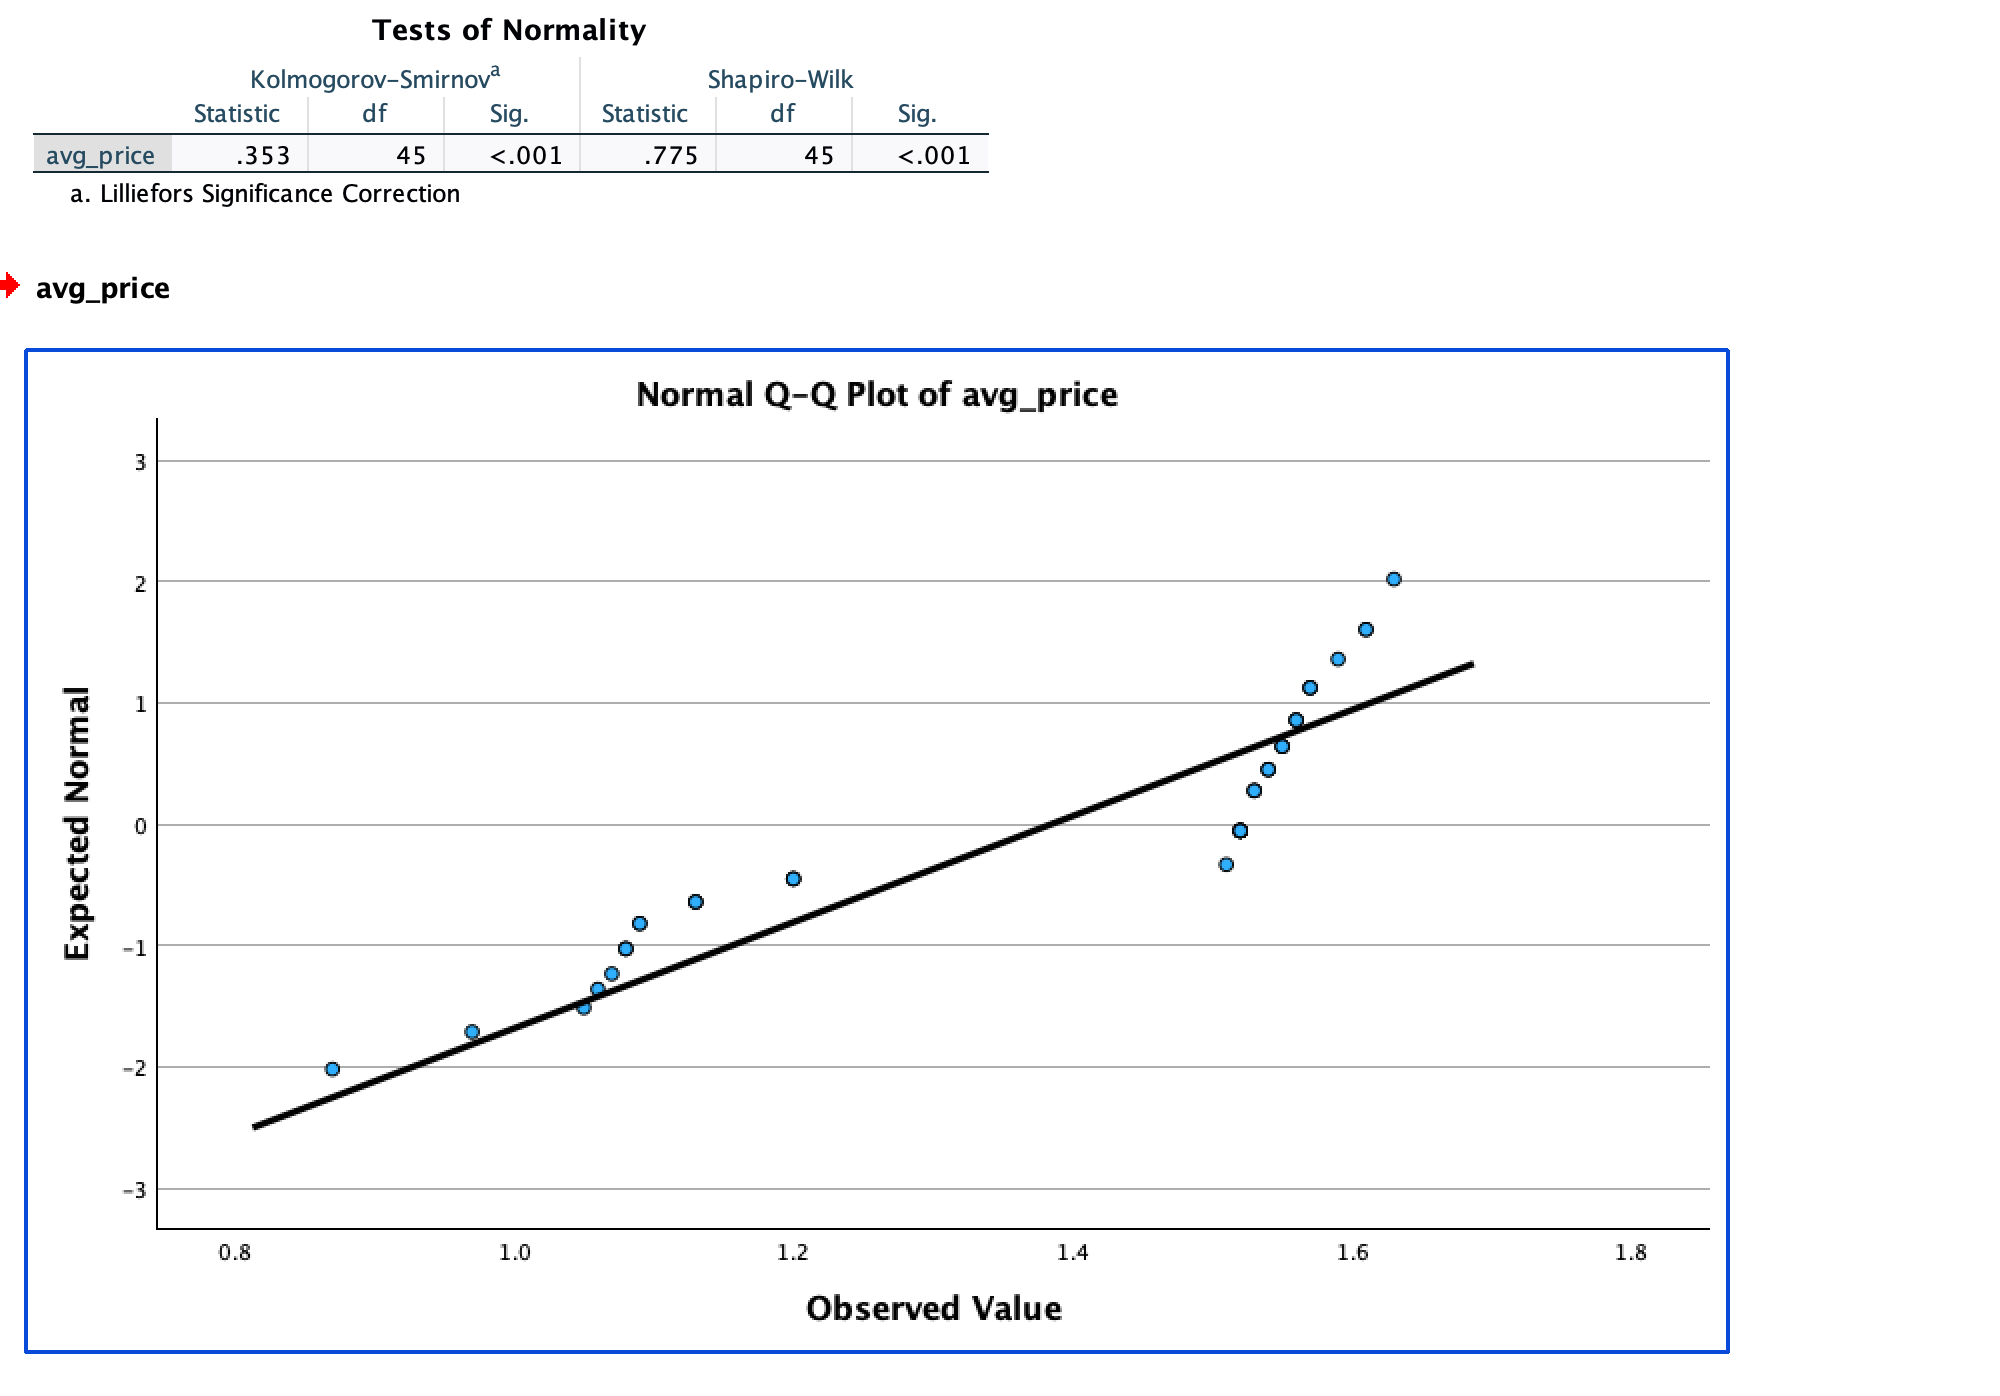 Tests of Normality
Kolmogorov-Smirnovᵃ Shapiro-Wilk
Statistic df Sig. Statistic df Sig.
avg_price .353 45 <.001 .775 45 <.001
a. Lilliefors Significance Correction
avg_price
Normal Q-Q Plot of avg_price
3
2
1
0
-1
-2
-3
Expected Normal
0.8 1.0 1.2 1.4 1.6 1.8
Observed Value